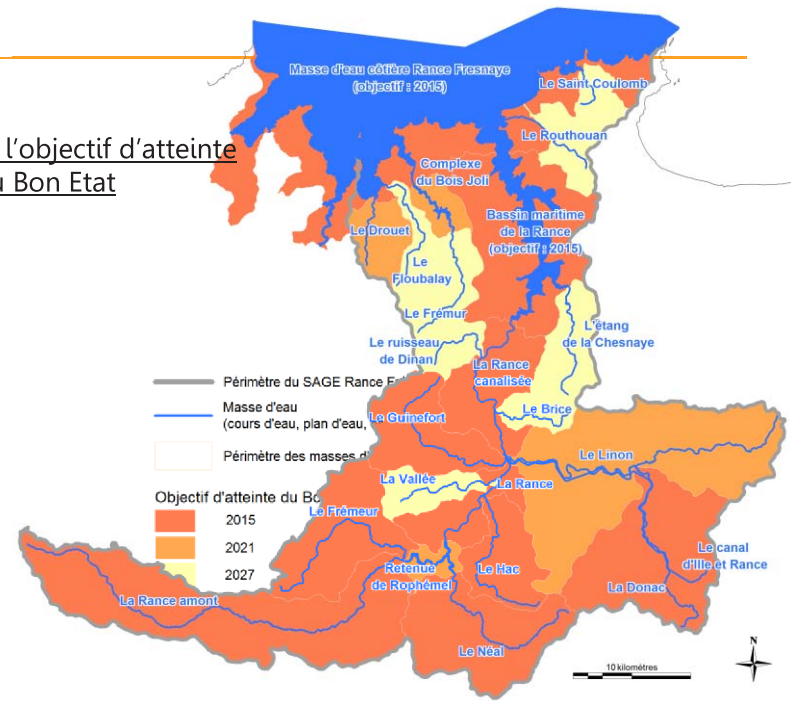 l'objectif d'atteinte
Bon Etat
Masse d'eau côtière Rance Fresnaye
(objectif : 2015)
Le Saint Coulomb
Le Routhouan
Complexe
du Bois Joli
Bassin maritime
de la Rance
(objectif : 2015)
Le Drouet
Le
Floubalay
Le Frémur
L'étang
de la Chesnaye
Le ruisseau
de Dinan
La Rance
canalisée
Périmètre du SAGE Rance
Masse d'eau
(cours d'eau, plan d'eau,
Le Guinefort
Le Brice
Périmètre des masses
Le Linon
La Vallée
La Rance
Objectif d'atteinte du
2015
2021
2027
Le Frémeur
Le canal
d'Ille et Rance
Retenue
de Rophémel
Le Hac
La Donac
La Rance amont
Le Néal
N
10 kilomètres